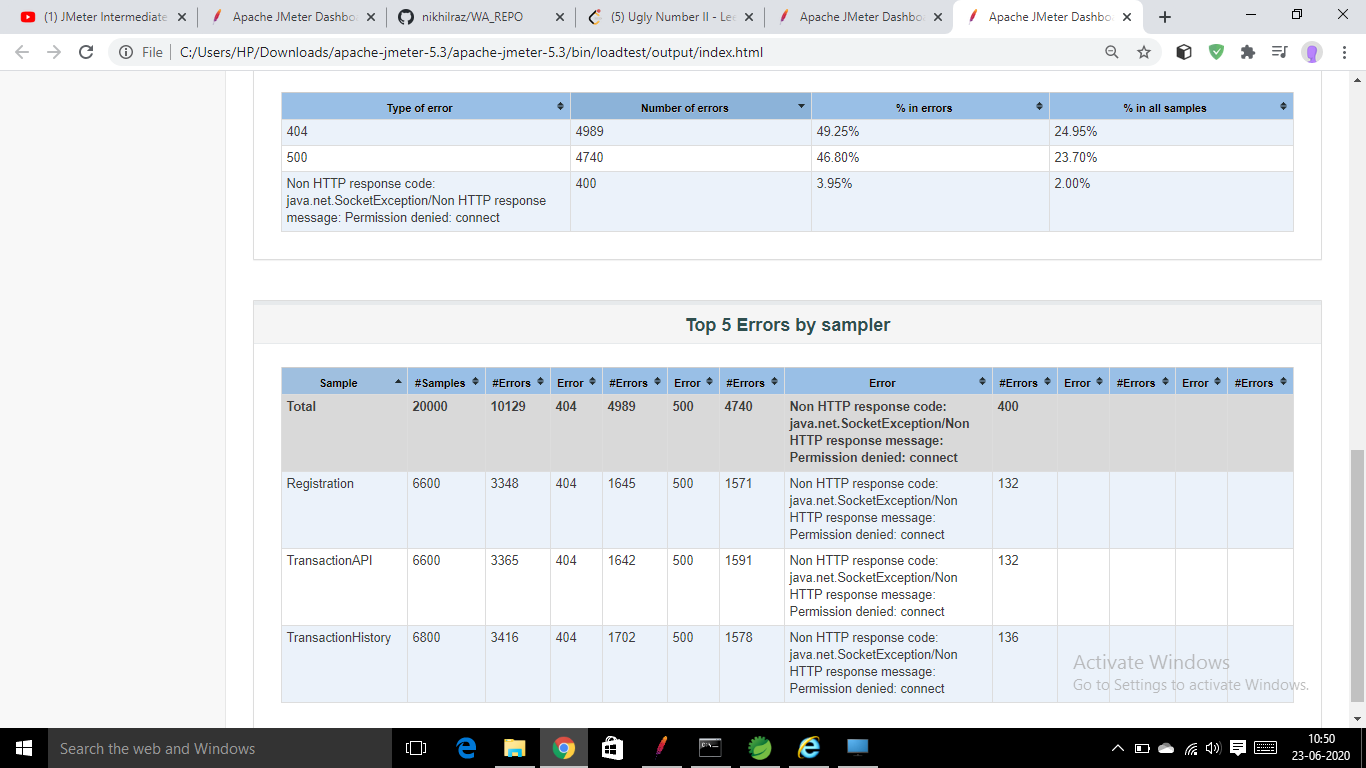 (1) JMeter Intermediate
Apache JMeter Dashbo
nikhilraz/WA_REPO
(5) Ugly Number II - Lee
Apache JMeter Dashbo
Apache JMeter Dashbo
File
C:/Users/HP/Downloads/apache-jmeter-5.3/apache-jmeter-5.3/bin/loadtest/output/index.html
Type of error Number of errors % in errors % in all samples
404 4989 49.25% 24.95%
500 4740 46.80% 23.70%
Non HTTP response code: 400 3.95% 2.00%
java.net.SocketException/Non HTTP response
message: Permission denied: connect
Top 5 Errors by sampler
Sample #Samples #Errors Error #Errors Error #Errors Error #Errors Error #Errors Error #Errors
Total 20000 10129 404 4989 500 4740 Non HTTP response code: 400
java.net.SocketException/Non
HTTP response message:
Permission denied: connect
Registration 6600 3348 404 1645 500 1571 Non HTTP response code: 132
java.net.SocketException/Non
HTTP response message:
Permission denied: connect
TransactionAPI 6600 3365 404 1642 500 1591 Non HTTP response code: 132
java.net.SocketException/Non
HTTP response message:
Permission denied: connect
TransactionHistory 6800 3416 404 1702 500 1578 Non HTTP response code: 136
java.net.SocketException/Non
HTTP response message:
Permission denied: connect
Activate Windows
Go to Settings to activate Windows.
Search the web and Windows
10:50
23-06-2020